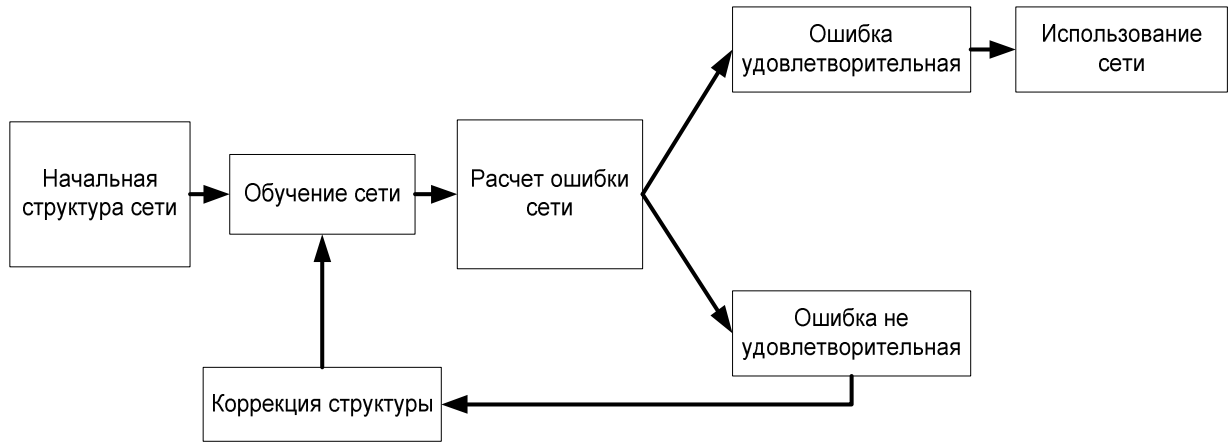 Ошибка
удовлетворительная
Использование
сети
Начальная
структура сети
Обучение сети
Расчет ошибки
сети
Ошибка не
удовлетворительная
Коррекция структуры